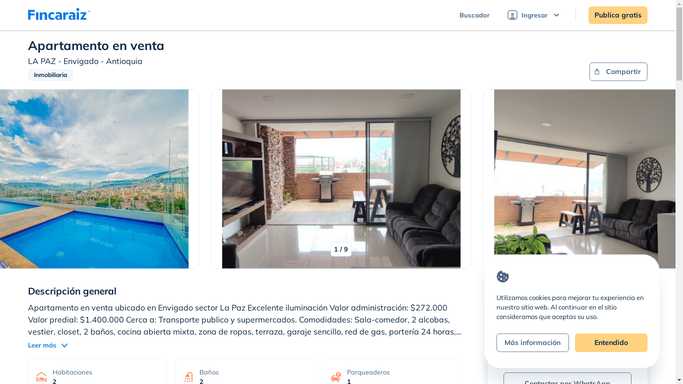 Fincaraiz
Buscador
Ingresar
Publica gratis
Apartamento en venta
LA PAZ - Envigado - Antioquia
Inmobiliaria
Compartir
1 / 9
Descripción general
Apartamento en venta ubicado en Envigado sector La Paz Excelente iluminación Valor administración: $272.000
Valor predial: $1.400.000 Cerca a: Transporte publico y supermercados. Comodidades: Sala-comedor, 2 alcobas,
vestier, closet, 2 baños, cocina abierta mixta, zona de ropas, terraza, garaje sencillo, red de gas, portería 24 horas,...
Leer más
Habitaciones
2
Baños
2
Parqueaderos
1
Utilizamos cookies para mejorar tu experiencia en
nuestro sitio web. Al continuar en el sitio
consideramos que aceptas su uso.
Más información
Entendido
Contactar por WhatsApp